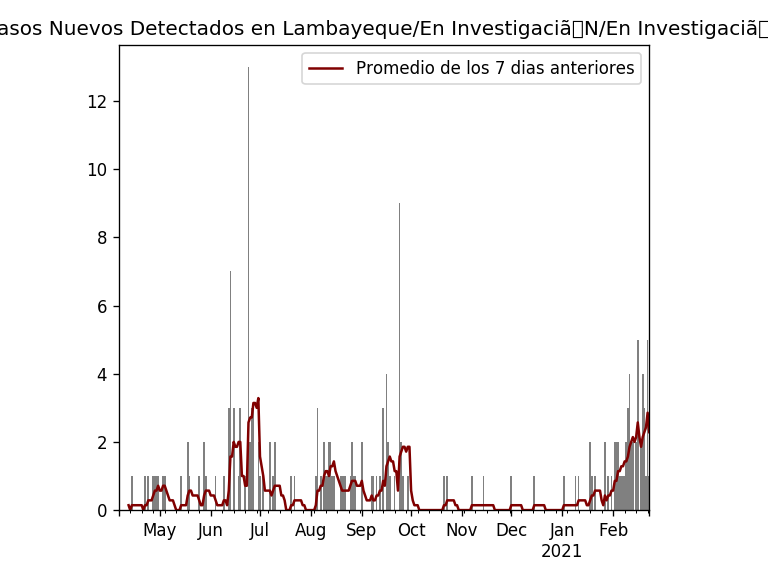 asos Nuevos Detectados en Lambayeque/En Investigaciã▯N/En Investigaciã▯
Promedio de los 7 dias anteriores
12
10
8
6
4
2
0
May Jun Jul Aug Sep Oct Nov Dec Jan Feb
2021